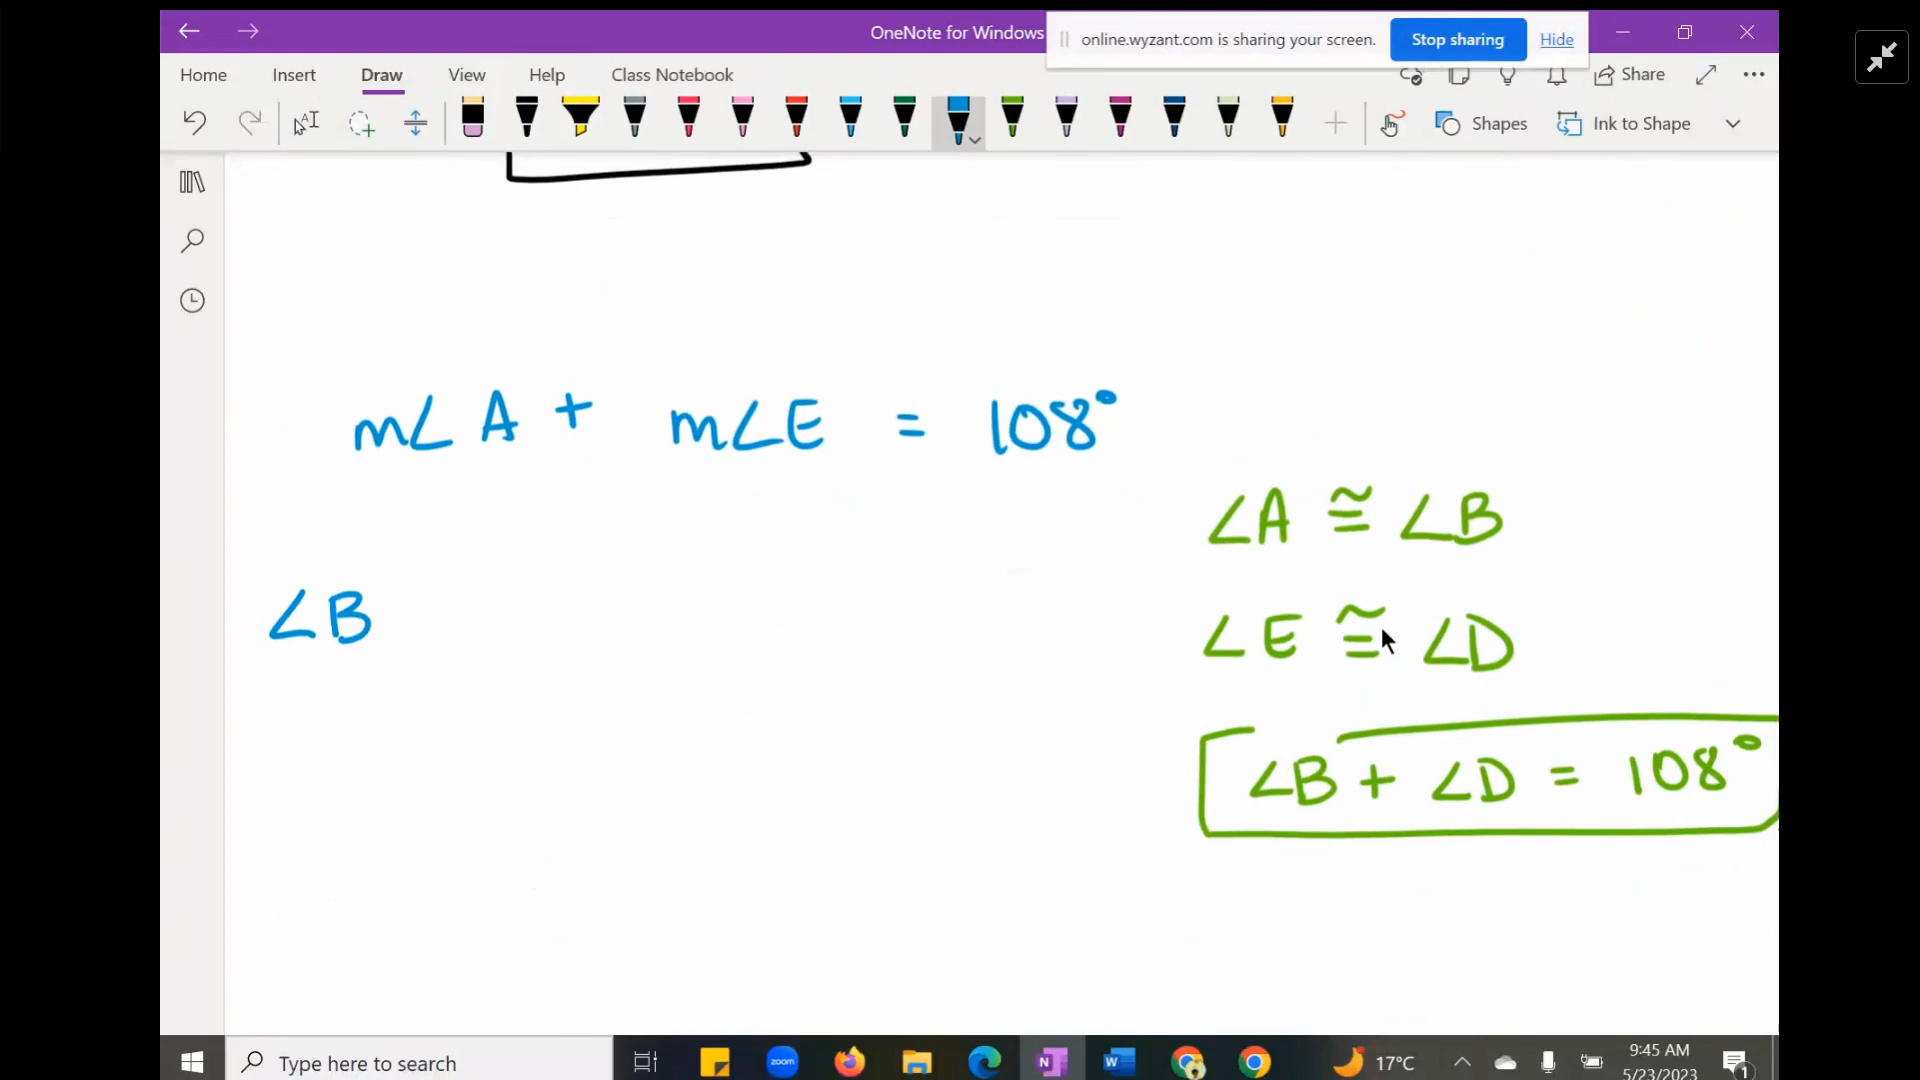 OneNote for Windows
online.wyzant.com is sharing your screen.
Stop sharing
Hide
Home Insert Draw View Help Class Notebook
Share
Shapes
Ink to Shape
m∠A + m∠E = 108°
∠A ≅ ∠B
∠B
∠E ≅ ∠D
∠B + ∠D = 108°
Type here to search
zoom
17°C
9:45 AM
5/23/2023
1